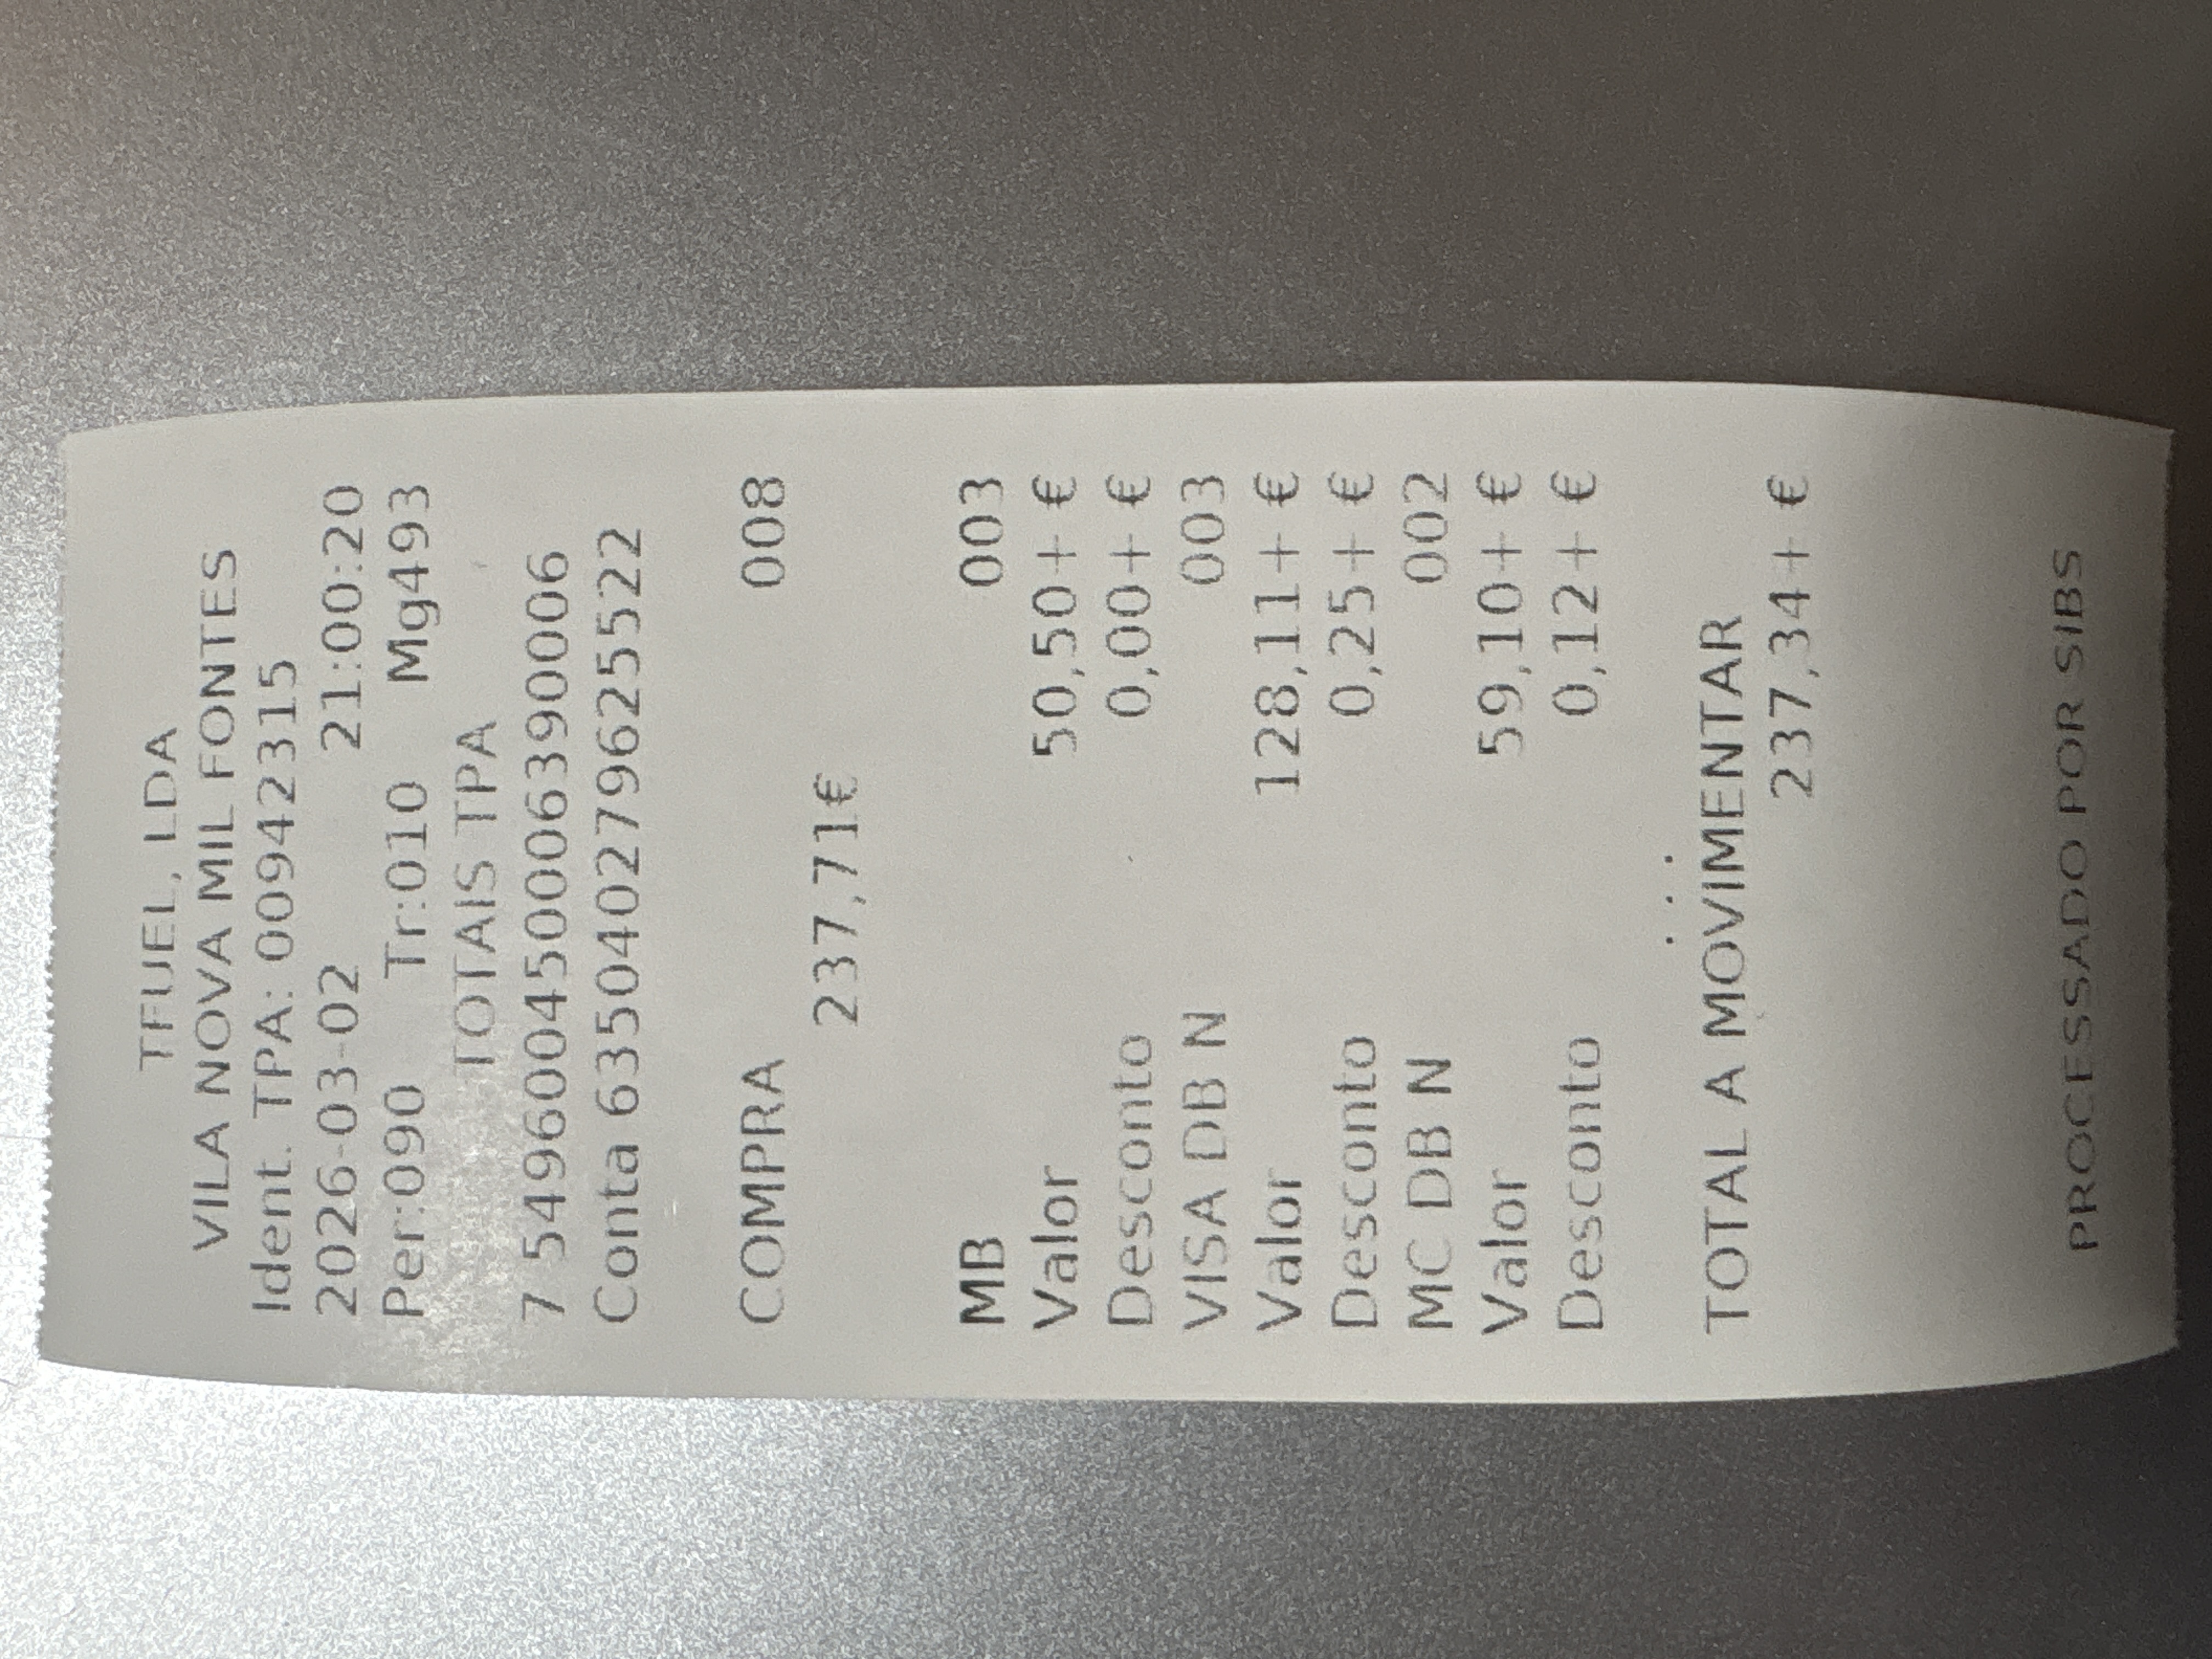 TFUEL, LDA
VILA NOVA MIL FONTES
Ident. TPA: 00942315
2026-03-02 21:00:20
Per:090 Tr:010 Mg493
TOTAIS TPA
7 549600450006390006
Conta 635040279625522
COMPRA 008
237,71€
MB 003
Valor 50,50+ €
Desconto 0,00+ €
VISA DB N 003
Valor 128,11+ €
Desconto 0,25+ €
MC DB N 002
Valor 59,10+ €
Desconto 0,12+ €
TOTAL A MOVIMENTAR
237,34+ €
PROCESSADO POR SIBS